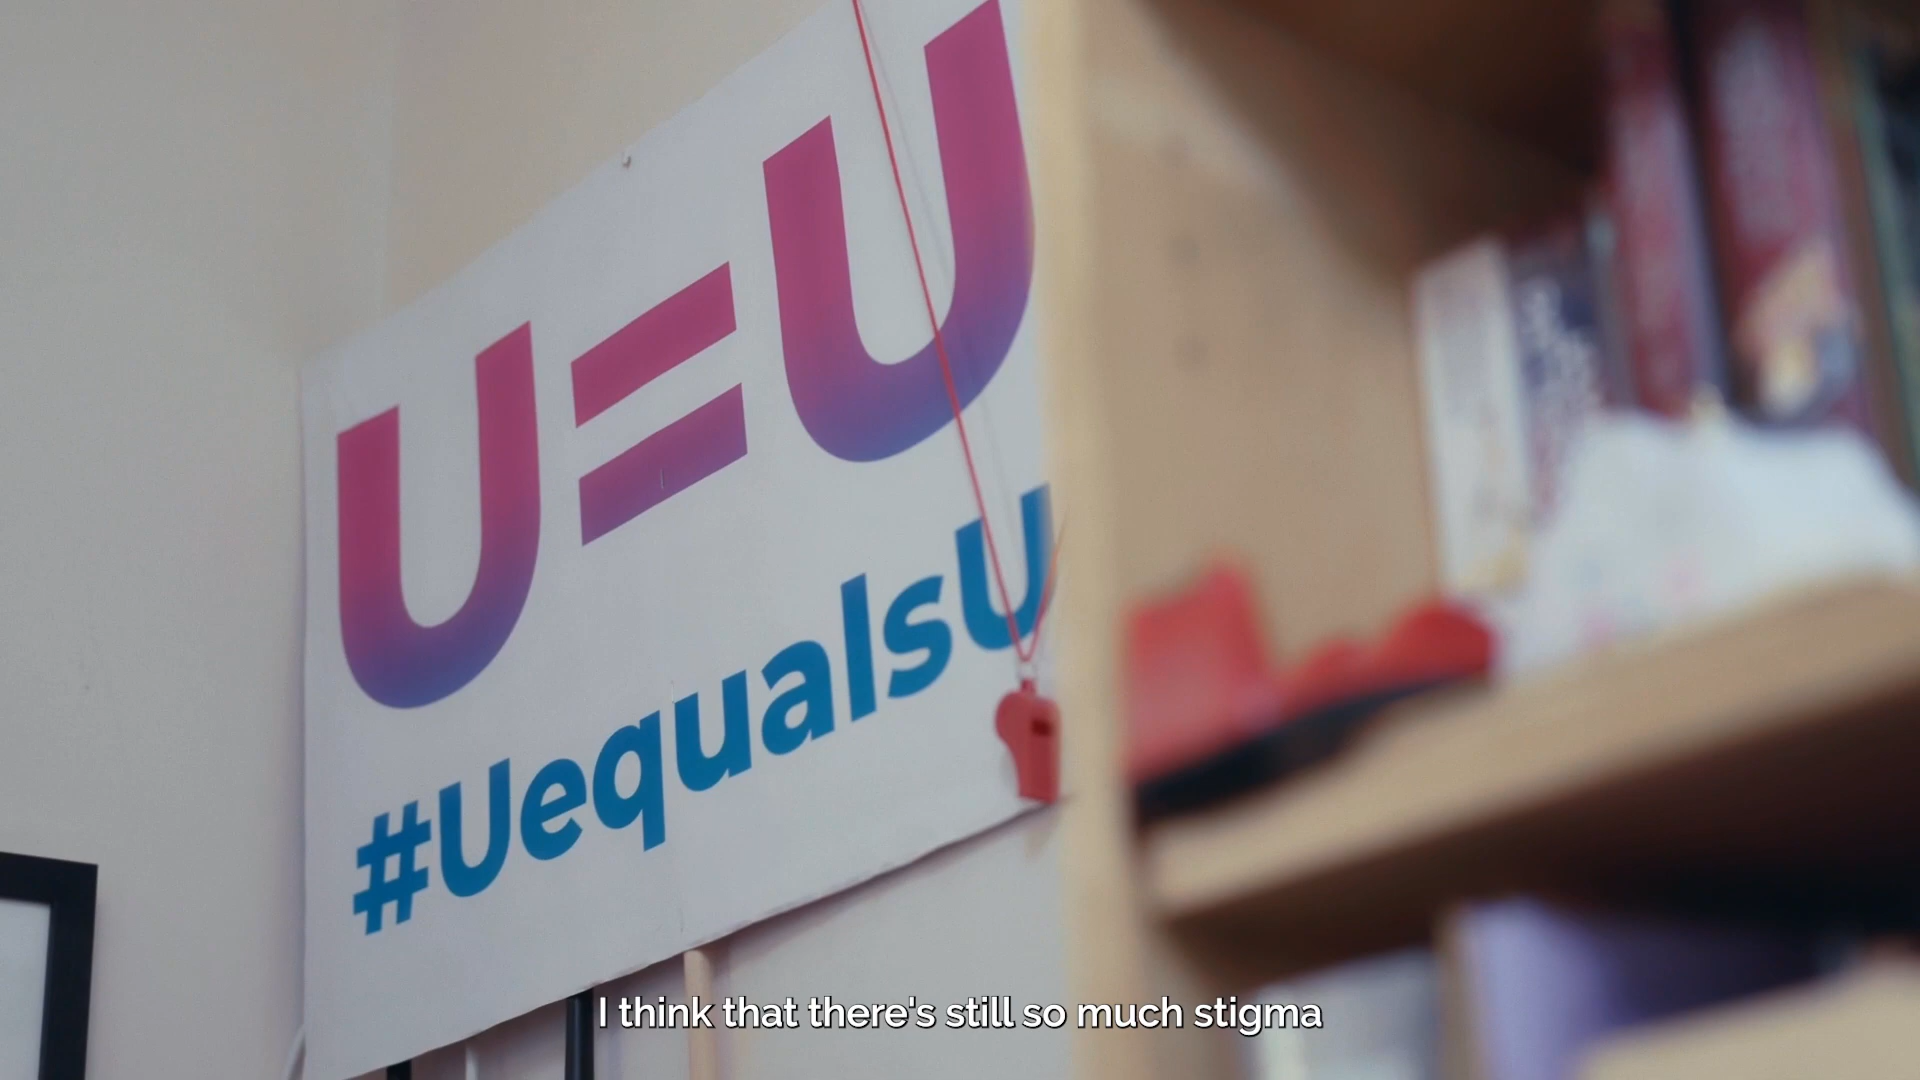 U=U
#UequalsU
I think that there's still so much stigma